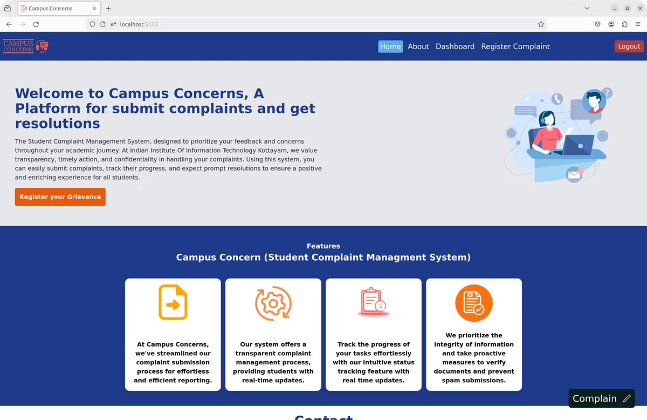 Campus Conserns
localhost:5173
CAMPUS
CONCERNS
Home About Dashboard Register Complaint
Logout
Welcome to Campus Concerns, A
Platform for submit complaints and get
resolutions
The Student Complaint Management System, designed to prioritize your feedback and concerns
throughout your academic journey. At Indian Institute Of Information Technology Kottayam, we value
transparency, timely action, and confidentiality in handling your complaints. Using this system, you
can easily submit complaints, track their progress, and expect prompt resolutions to ensure a positive
and enriching experience for all students.
Register your Grievance
Features
Campus Concern (Student Complaint Managment System)
At Campus Concerns,
we've streamlined our
complaint submission
process for effortless
and efficient reporting.
Our system offers a
transparent complaint
management process,
providing students with
real-time updates.
Track the progress of
your tasks effortlessly
with our intuitive status
tracking feature with
real time updates.
We prioritize the
integrity of information
and take proactive
measures to verify
documents and prevent
spam submissions.
Complain
Contact